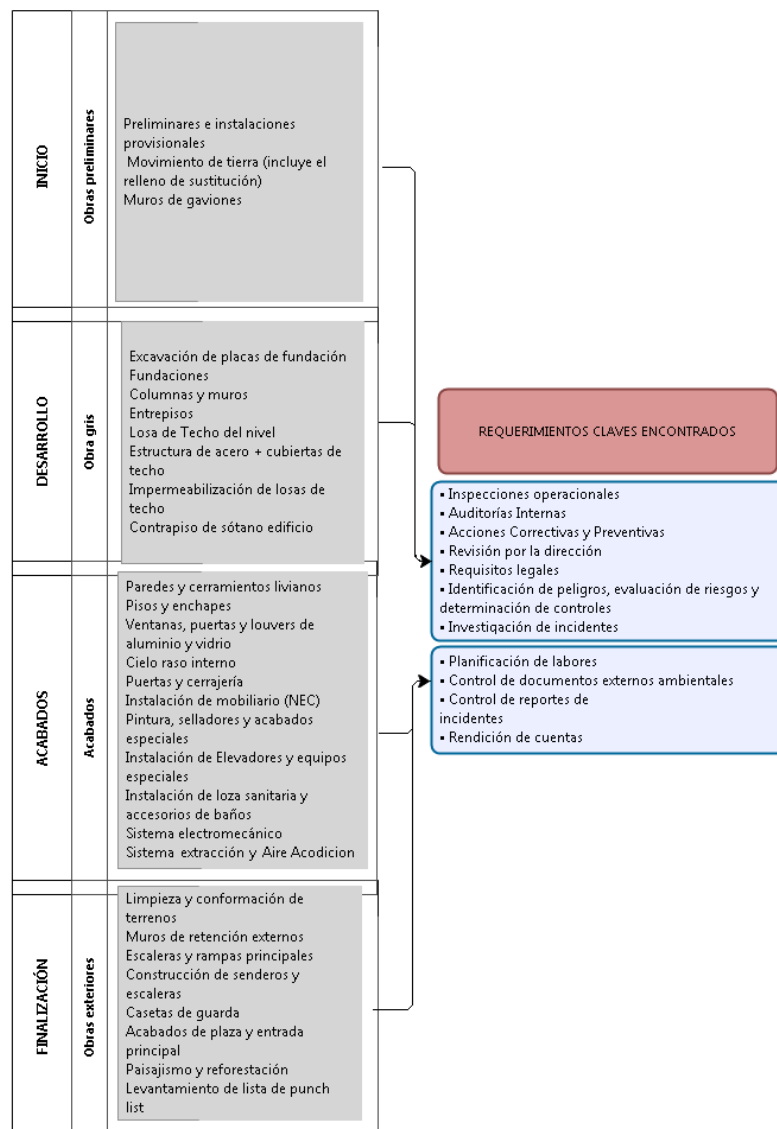 INICIO
Obras preliminares
Preliminares e instalaciones
provisionales
Movimiento de tierra (incluye el
relleno de sustitución)
Muros de gaviones
DESARROLLO
Obra gris
Excavación de placas de fundación
Fundaciones
Columnas y muros
Entrepisos
Losa de Techo del nivel
Estructura de acero + cubiertas de
techo
Impermeabilización de losas de
techo
Contrapiso de sótano edificio
ACABADOS
Acabados
Paredes y cerramientos livianos
Pisos y enchapes
Ventanas, puertas y louvers de
aluminio y vidrio
Cielo raso interno
Puertas y cerrajería
Instalación de mobiliario (NEC)
Pintura, selladores y acabados
especiales
Instalación de Elevadores y equipos
especiales
Instalación de loza sanitaria y
accesorios de baños
Sistema electromecánico
Sistema extracción y Aire Acodicion
FINALIZACIÓN
Obras exteriores
Limpieza y conformación de
terrenos
Muros de retención externos
Escaleras y rampas principales
Construcción de senderos y
escaleras
Casetas de guarda
Acabados de plaza y entrada
principal
Paisajismo y reforestación
Levantamiento de lista de punch
list
REQUERIMIENTOS CLAVES ENCONTRADOS
▪ Inspecciones operacionales
▪ Auditorías Internas
▪ Acciones Correctivas y Preventivas
▪ Revisión por la dirección
▪ Requisitos legales
▪ Identificación de peligros, evaluación de riesgos y
determinación de controles
▪ Investigación de incidentes
▪ Planificación de labores
▪ Control de documentos externos ambientales
▪ Control de reportes de
incidentes
▪ Rendición de cuentas